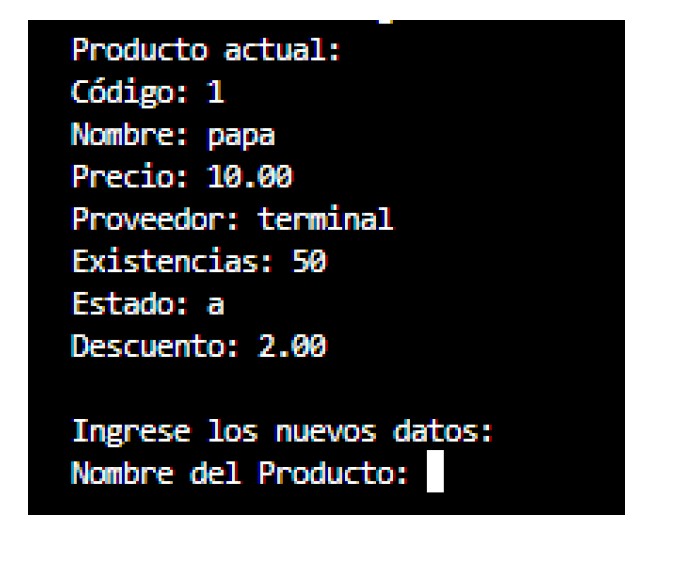 Producto actual:
Código: 1
Nombre: papa
Precio: 10.00
Proveedor: terminal
Existencias: 50
Estado: a
Descuento: 2.00
Ingrese los nuevos datos:
Nombre del Producto: